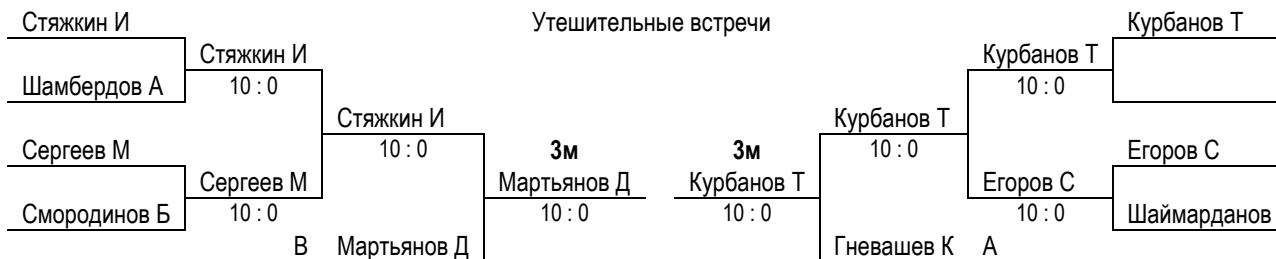 Стяжкин И
Утешительные встречи
Курбанов Т
Стяжкин И
Курбанов Т
Шамбердов А
10 : 0
10 : 0
Стяжкин И
Курбанов Т
Сергеев М
10 : 0
3м
3м
10 : 0
Егоров С
Сергеев М
Мартьянов Д
Курбанов Т
Егоров С
Смородинов Б
10 : 0
10 : 0
10 : 0
10 : 0
Шаймарданов
В
Мартьянов Д
Гневашев К
А